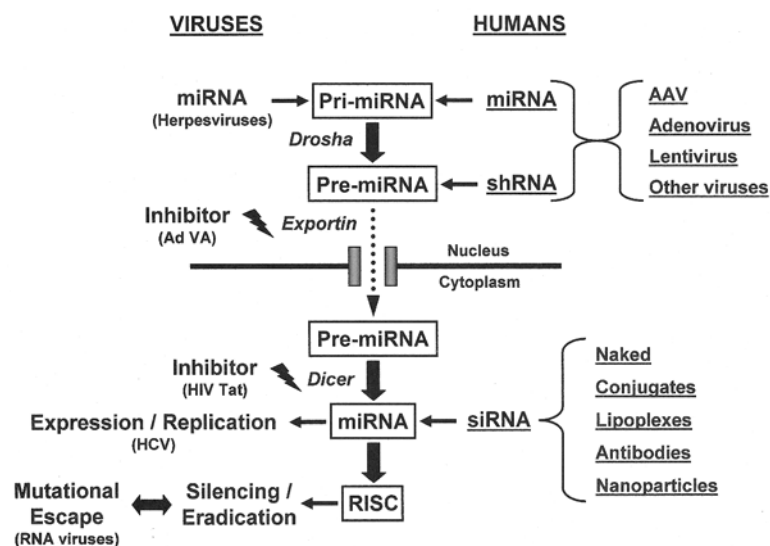 VIRUSES
HUMANS
miRNA
(Herpesviruses)
Pri-miRNA
miRNA
AAV
Adenovirus
Lentivirus
Other viruses
Drosha
Pre-miRNA
shRNA
Inhibitor
(Ad VA)
Exportin
Nucleus
Cytoplasm
Pre-miRNA
Inhibitor
(HIV Tat)
Dicer
Naked
Conjugates
Lipoplexes
Antibodies
Nanoparticles
Expression / Replication
(HCV)
miRNA
siRNA
Mutational
Escape
(RNA viruses)
Silencing /
Eradication
RISC